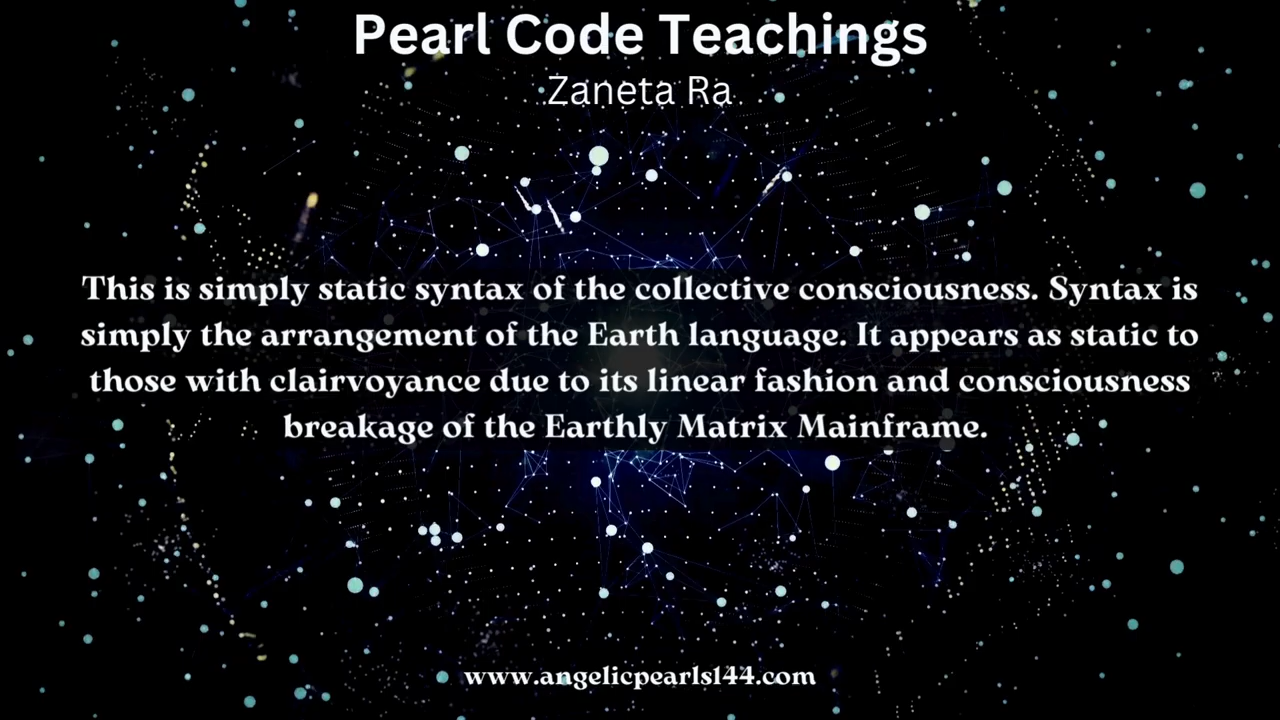 Pearl Code Teachings
Zaneta Ra
This is simply static syntax of the collective consciousness. Syntax is
simply the arrangement of the Earth language. It appears as static to
those with clairvoyance due to its linear fashion and consciousness
breakage of the Earthly Matrix Mainframe.
www.angelicpearls144.com